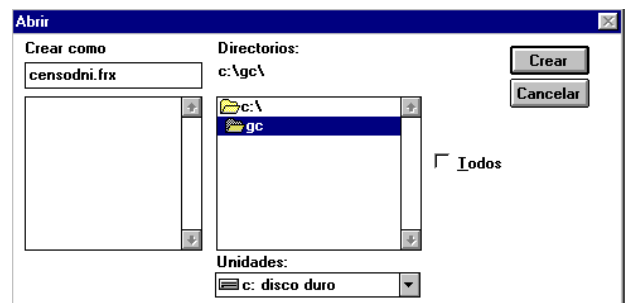 Abrir
Crear como
censodni.frx
Directorios:
c:\gc\
c:\
gc
Crear
Cancelar
Todos
Unidades:
c: disco duro